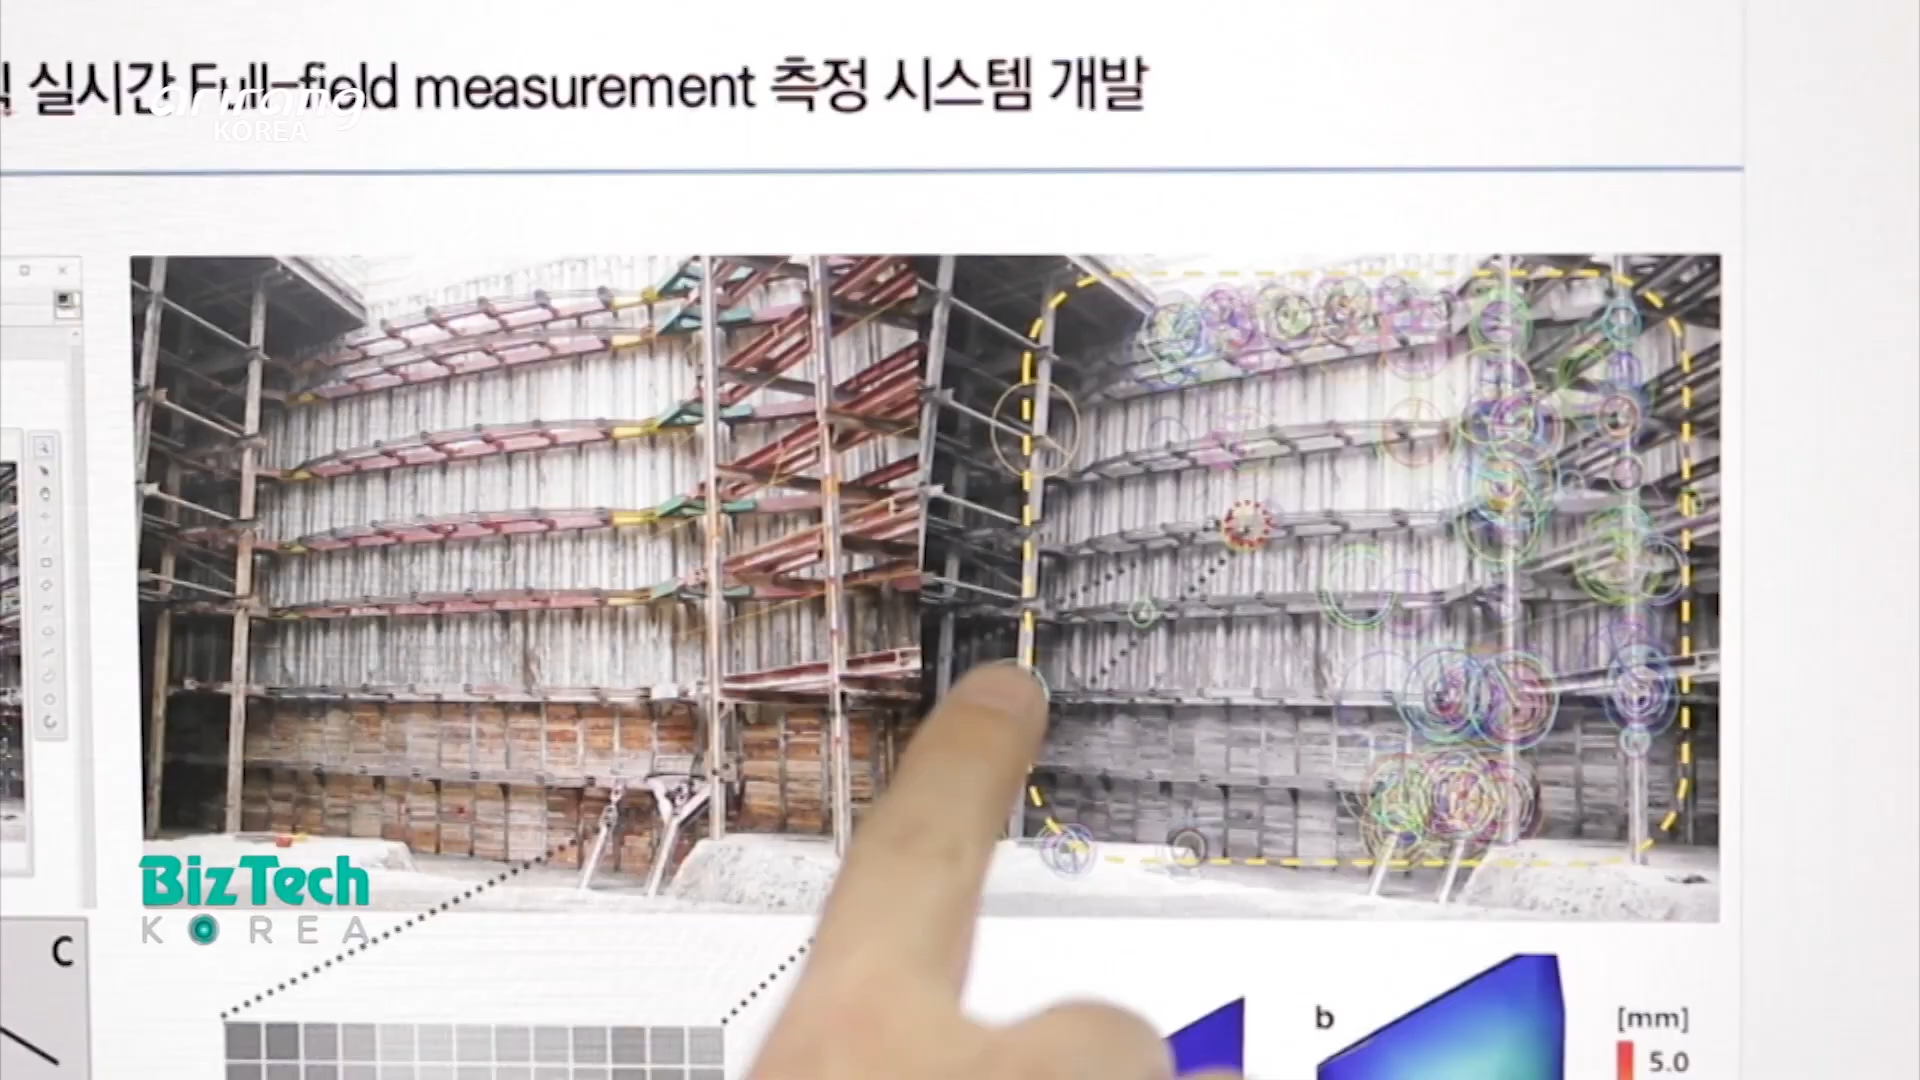 실시간 Full-field measurement 측정 시스템 개발
arirang
KOREA
BizTech
KOREA
C
b
[mm]
5.0